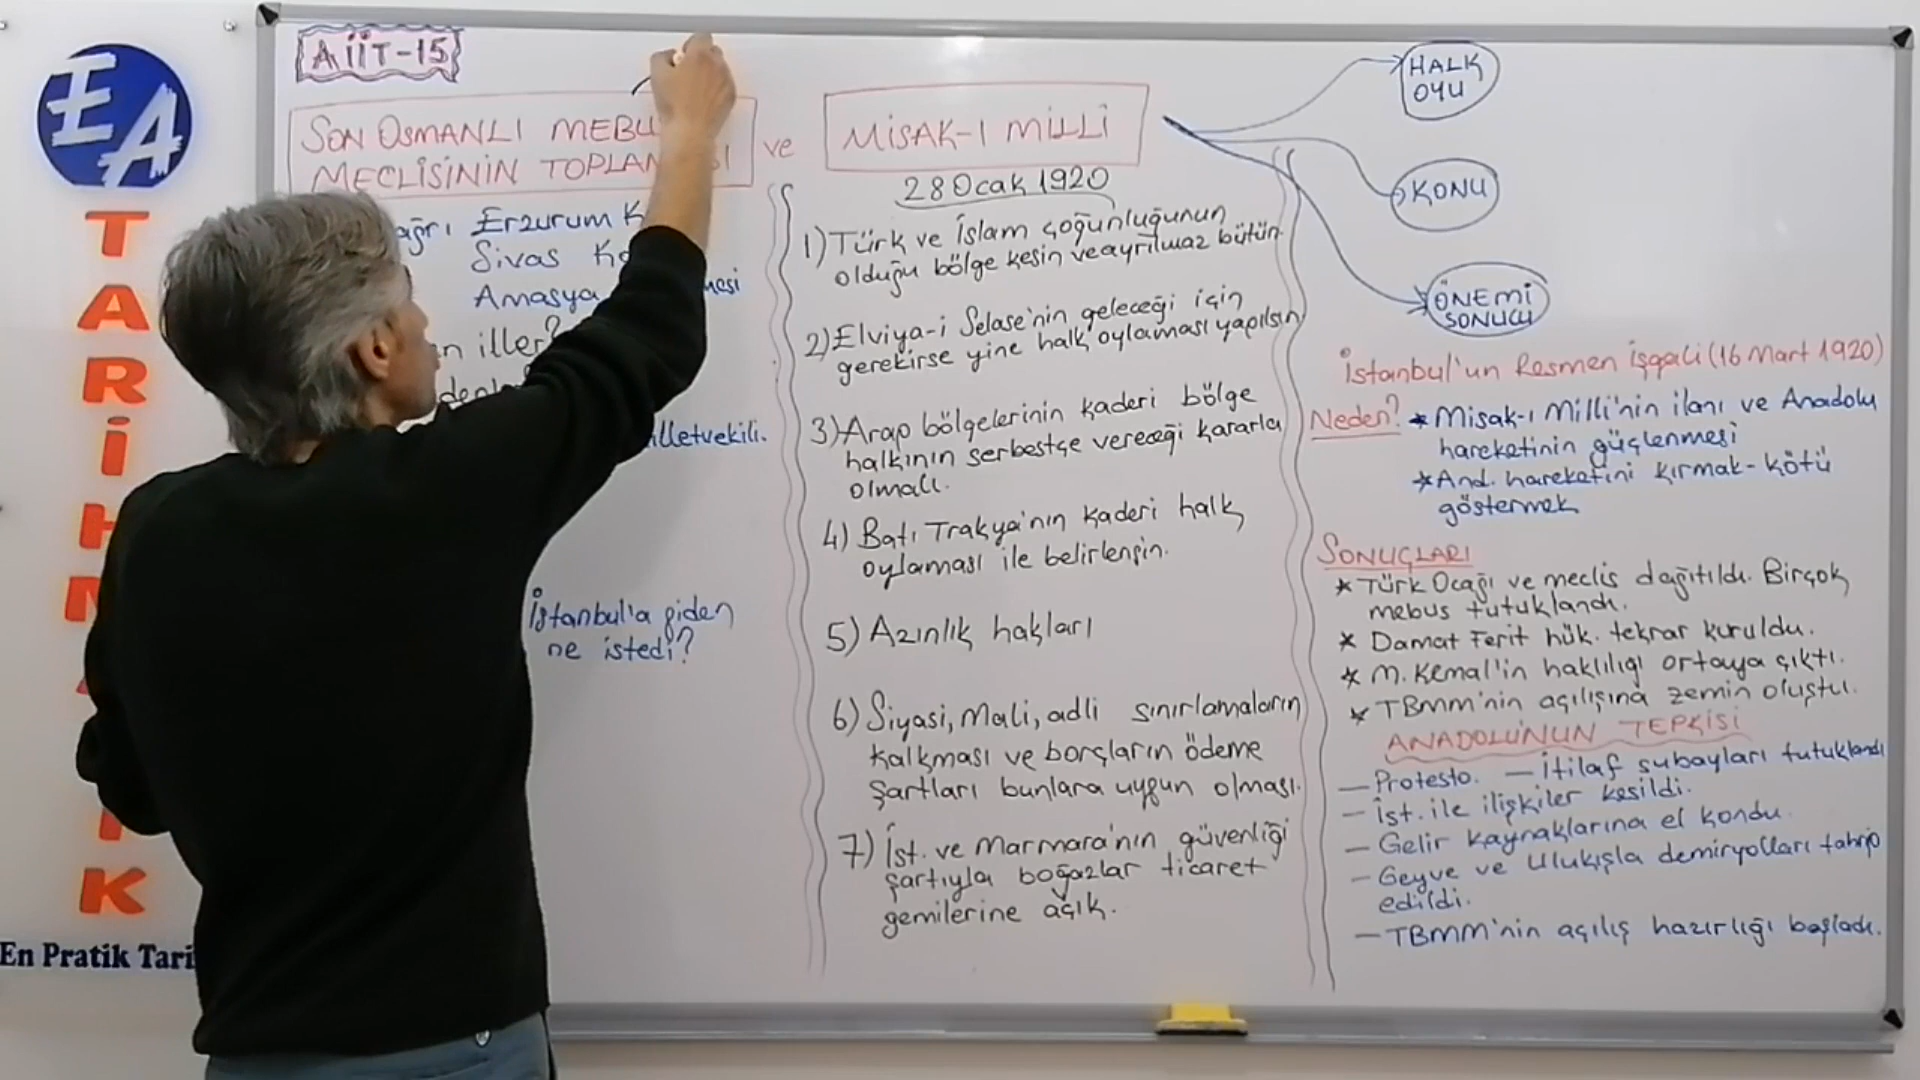 EA
TARİH
İK
En Pratik Tari
AİİT-15
SON OSMANLI MEBU
MECLİSİNİN TOPLAN
ve
MİSAK-I MİLLİ
28 Ocak 1920
HALK
OYU
KONU
ÖNEMİ
SONUCU
ağrı Erzurum K
Sivas Ko
Amasya mesi
n iller?
illetvekili.
İstanbul'a giden
ne istedi?
1) Türk ve İslam çoğunluğunun
olduğu bölge kesin ve ayrılmaz bütün.
2) Elviya-i Selase'nin geleceği için
gerekirse yine halk oylaması yapılsın
3) Arap bölgelerinin kaderi bölge
halkının serbestçe vereceği kararla
olmalı.
4) Batı Trakya'nın kaderi halk
oylaması ile belirlensin.
5) Azınlık hakları
6) Siyasi, Mali, adli sınırlamaların
kalkması ve borçların ödeme
şartları bunlara uygun olması.
7) İst. ve Marmara'nın güvenliği
şartıyla boğazlar ticaret
gemilerine açık.
İstanbul'un Resmen işgali (16 Mart 1920)
Neden? * Misak-ı Milli'nin ilanı ve Anadolu
hareketinin güçlenmesi
* And. hareketini kırmak-kötü
göstermek
SONUÇLARI
* Türk Ocağı ve meclis dağıtıldı. Birçok
mebus tutuklandı.
* Damat Ferit hük. tekrar kuruldu.
* M. Kemal'in haklılığı ortaya çıktı.
* TBMM'nin açılışına zemin oluştu.
ANADOLUNUN TEPKİSİ
— Protesto. — İtilaf subayları tutuklandı
— İst. ile ilişkiler kesildi.
— Gelir kaynaklarına el kondu.
— Geyve ve Ulukışla demiryolları tahrip
edildi.
— TBMM'nin açılış hazırlığı başladı.